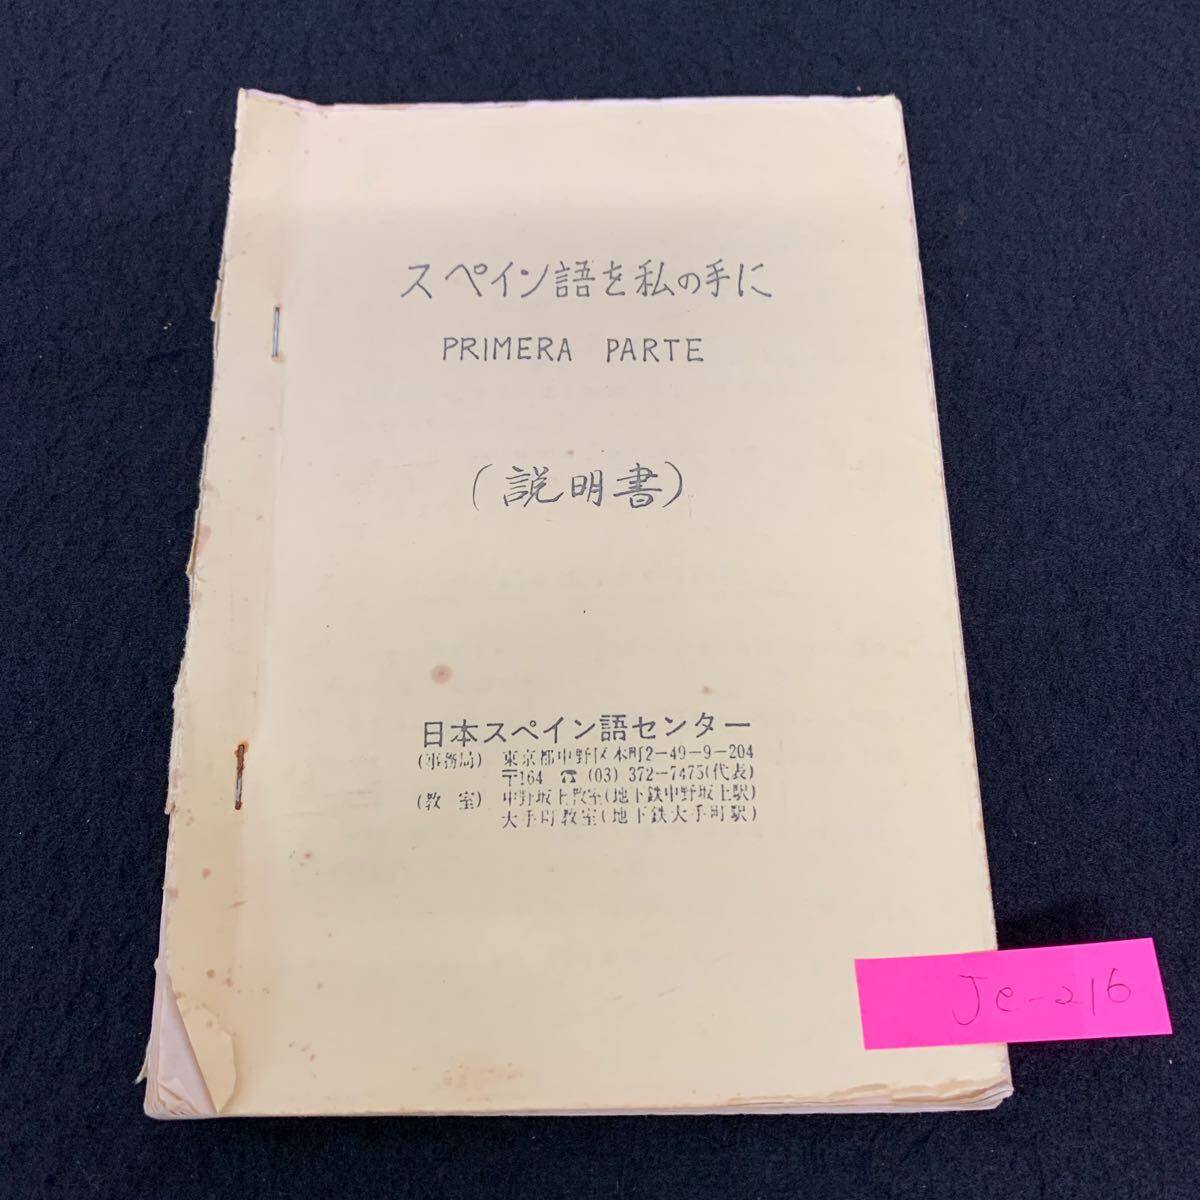 スペイン語を私の手に
PRIMERA PARTE
(説明書)
日本スペイン語センター
(事務局) 東京都中野区本町2-49-9-204
〒164 ☎ (03) 372-7475(代表)
(教室) 中野坂上教室(地下鉄中野坂上駅)
大手町教室(地下鉄大手町駅)
Je-216